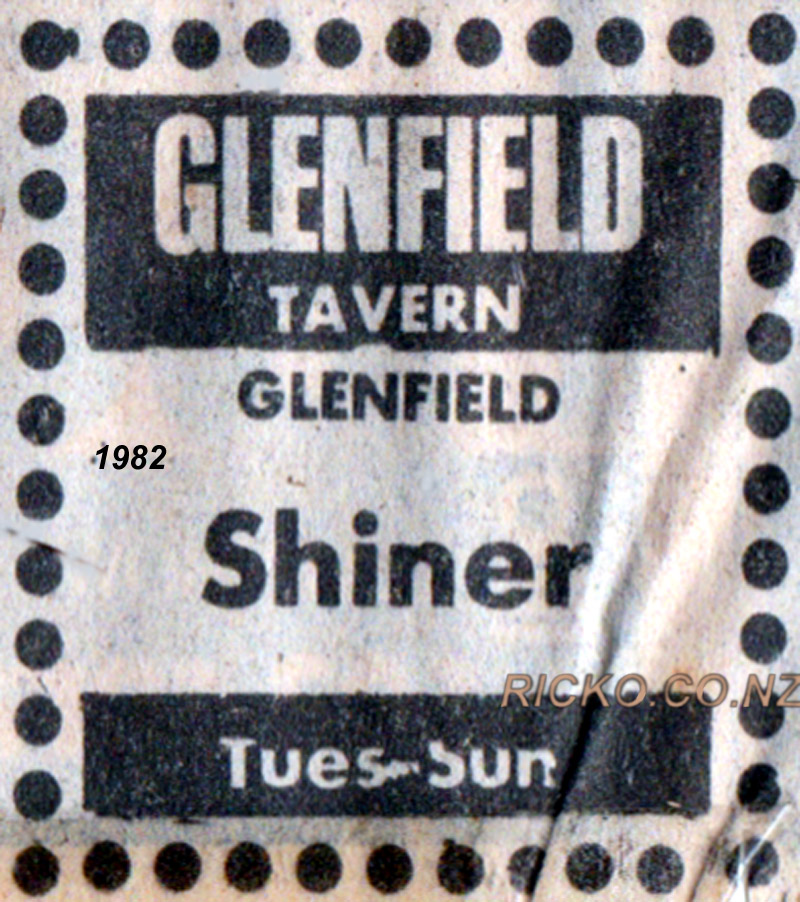 GLENFIELD
TAVERN
GLENFIELD
1982
Shiner
RICKO.CO.NZ
Tues-Sun